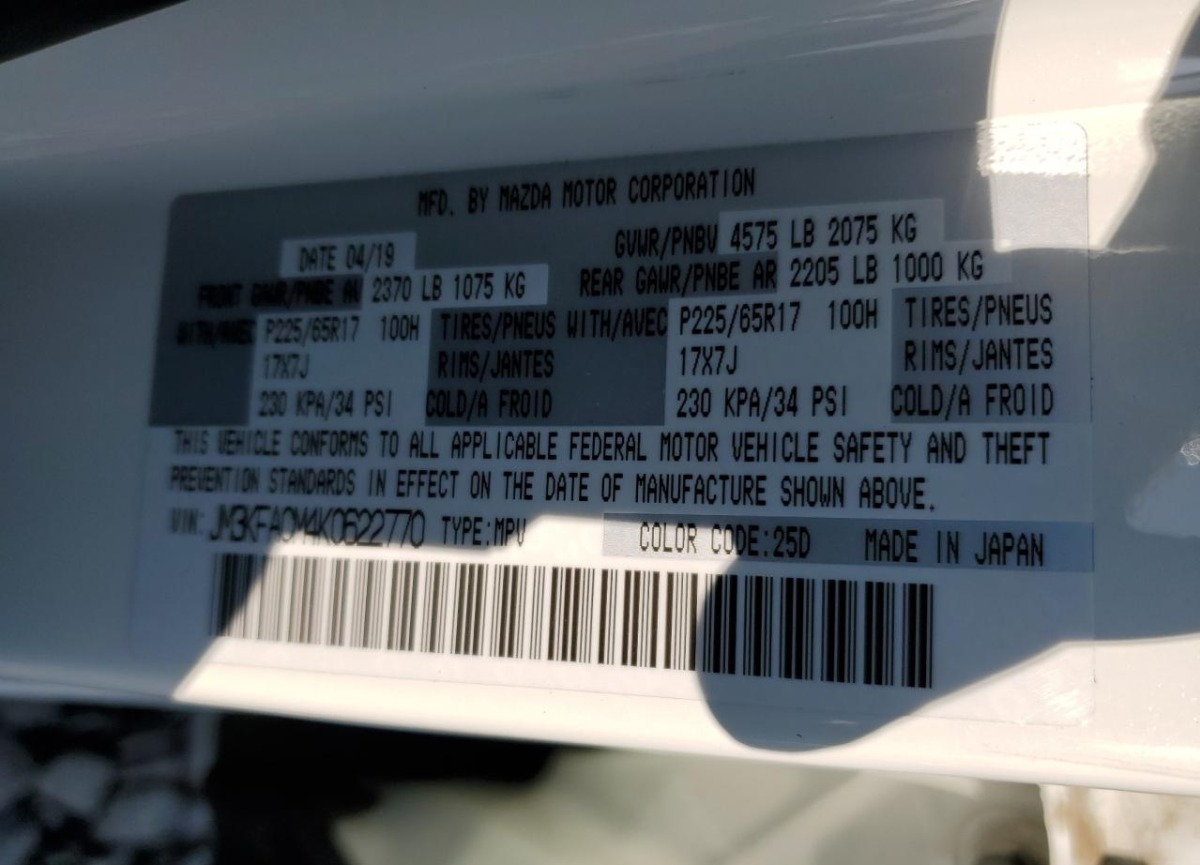 MFD. BY MAZDA MOTOR CORPORATION
DATE 04/19 GVWR/PNBV 4575 LB 2075 KG
FRONT GAWR/PNBE AV 2370 LB 1075 KG REAR GAWR/PNBE AR 2205 LB 1000 KG
WITH/AVEC P225/65R17 100H TIRES/PNEUS WITH/AVEC P225/65R17 100H TIRES/PNEUS
17X7J RIMS/JANTES 17X7J RIMS/JANTES
230 KPA/34 PSI COLD/A FROID 230 KPA/34 PSI COLD/A FROID
THIS VEHICLE CONFORMS TO ALL APPLICABLE FEDERAL MOTOR VEHICLE SAFETY AND THEFT
PREVENTION STANDARDS IN EFFECT ON THE DATE OF MANUFACTURE SHOWN ABOVE.
VIN: JM3KFACM4K0622770 TYPE:MPV COLOR CODE:25D MADE IN JAPAN